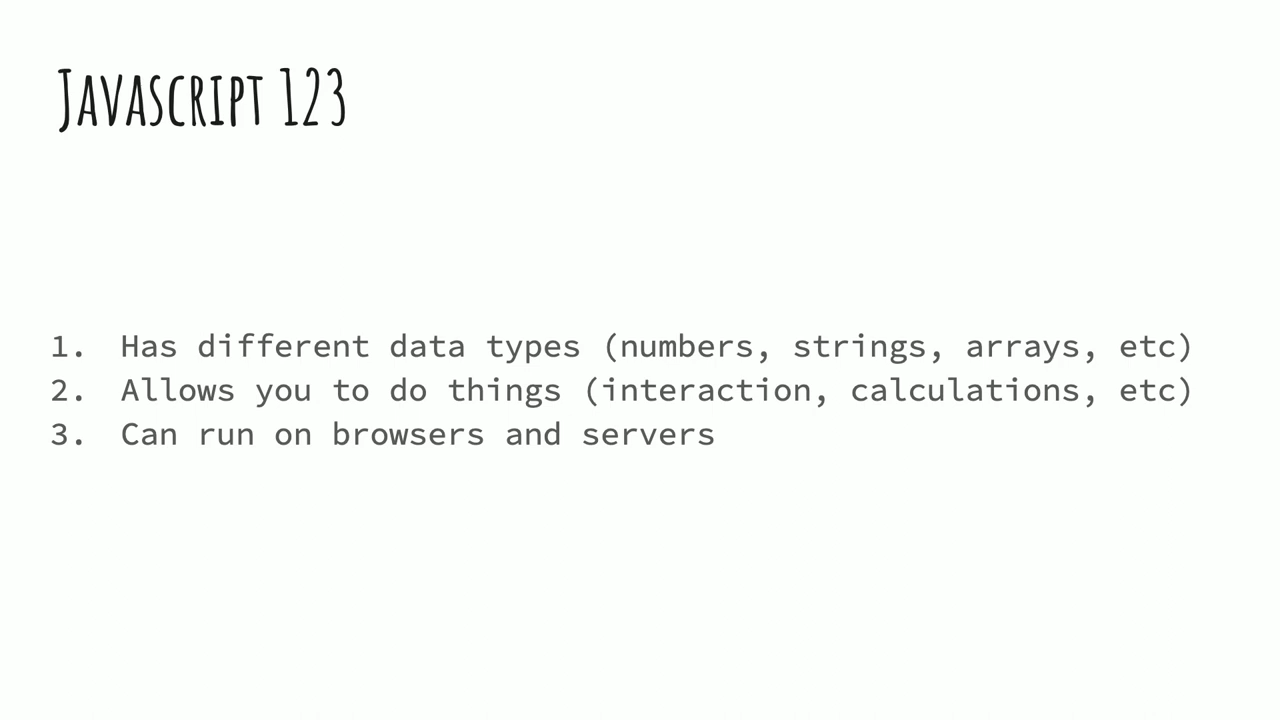 Javascript 123
1. Has different data types (numbers, strings, arrays, etc)
2. Allows you to do things (interaction, calculations, etc)
3. Can run on browsers and servers